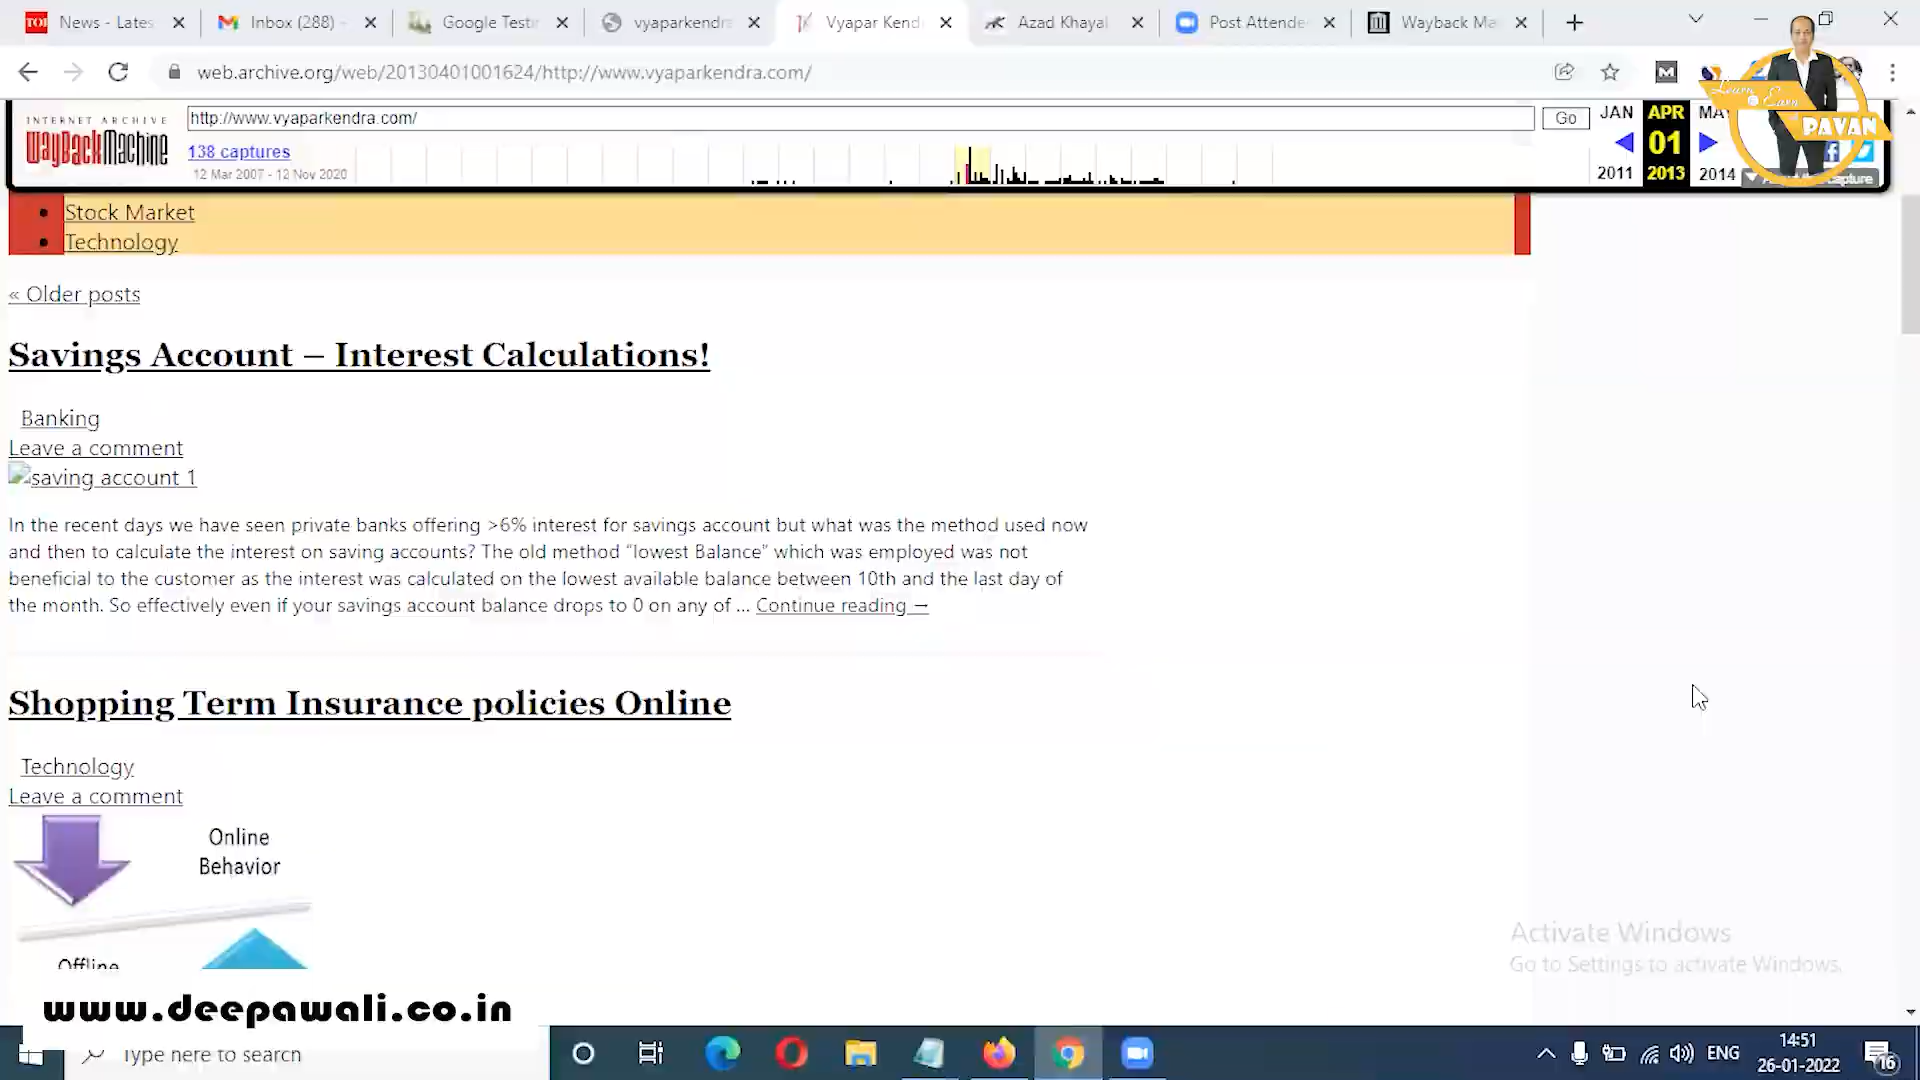 News - Lates
Inbox (288) -
Google Testi
vyaparkendra
Vyapar Kend
Azad Khayal
Post Attende
Wayback Ma
web.archive.org/web/20130401001624/http://www.vyaparkendra.com/
INTERNET ARCHIVE
WayBackMachine
http://www.vyaparkendra.com/
Go
138 captures
12 Mar 2007 - 12 Nov 2020
JAN APR MAY
01
2011 2013 2014
Learn
Earn
PAVAN
Stock Market
Technology
« Older posts
Savings Account – Interest Calculations!
Banking
Leave a comment
saving account 1
In the recent days we have seen private banks offering >6% interest for savings account but what was the method used now
and then to calculate the interest on saving accounts? The old method “lowest Balance” which was employed was not
beneficial to the customer as the interest was calculated on the lowest available balance between 10th and the last day of
the month. So effectively even if your savings account balance drops to 0 on any of ... Continue reading →
Shopping Term Insurance policies Online
Technology
Leave a comment
Online
Behavior
Offline
Activate Windows
Go to Settings to activate Windows.
www.deepawali.co.in
Type here to search
ENG
14:51
26-01-2022
16